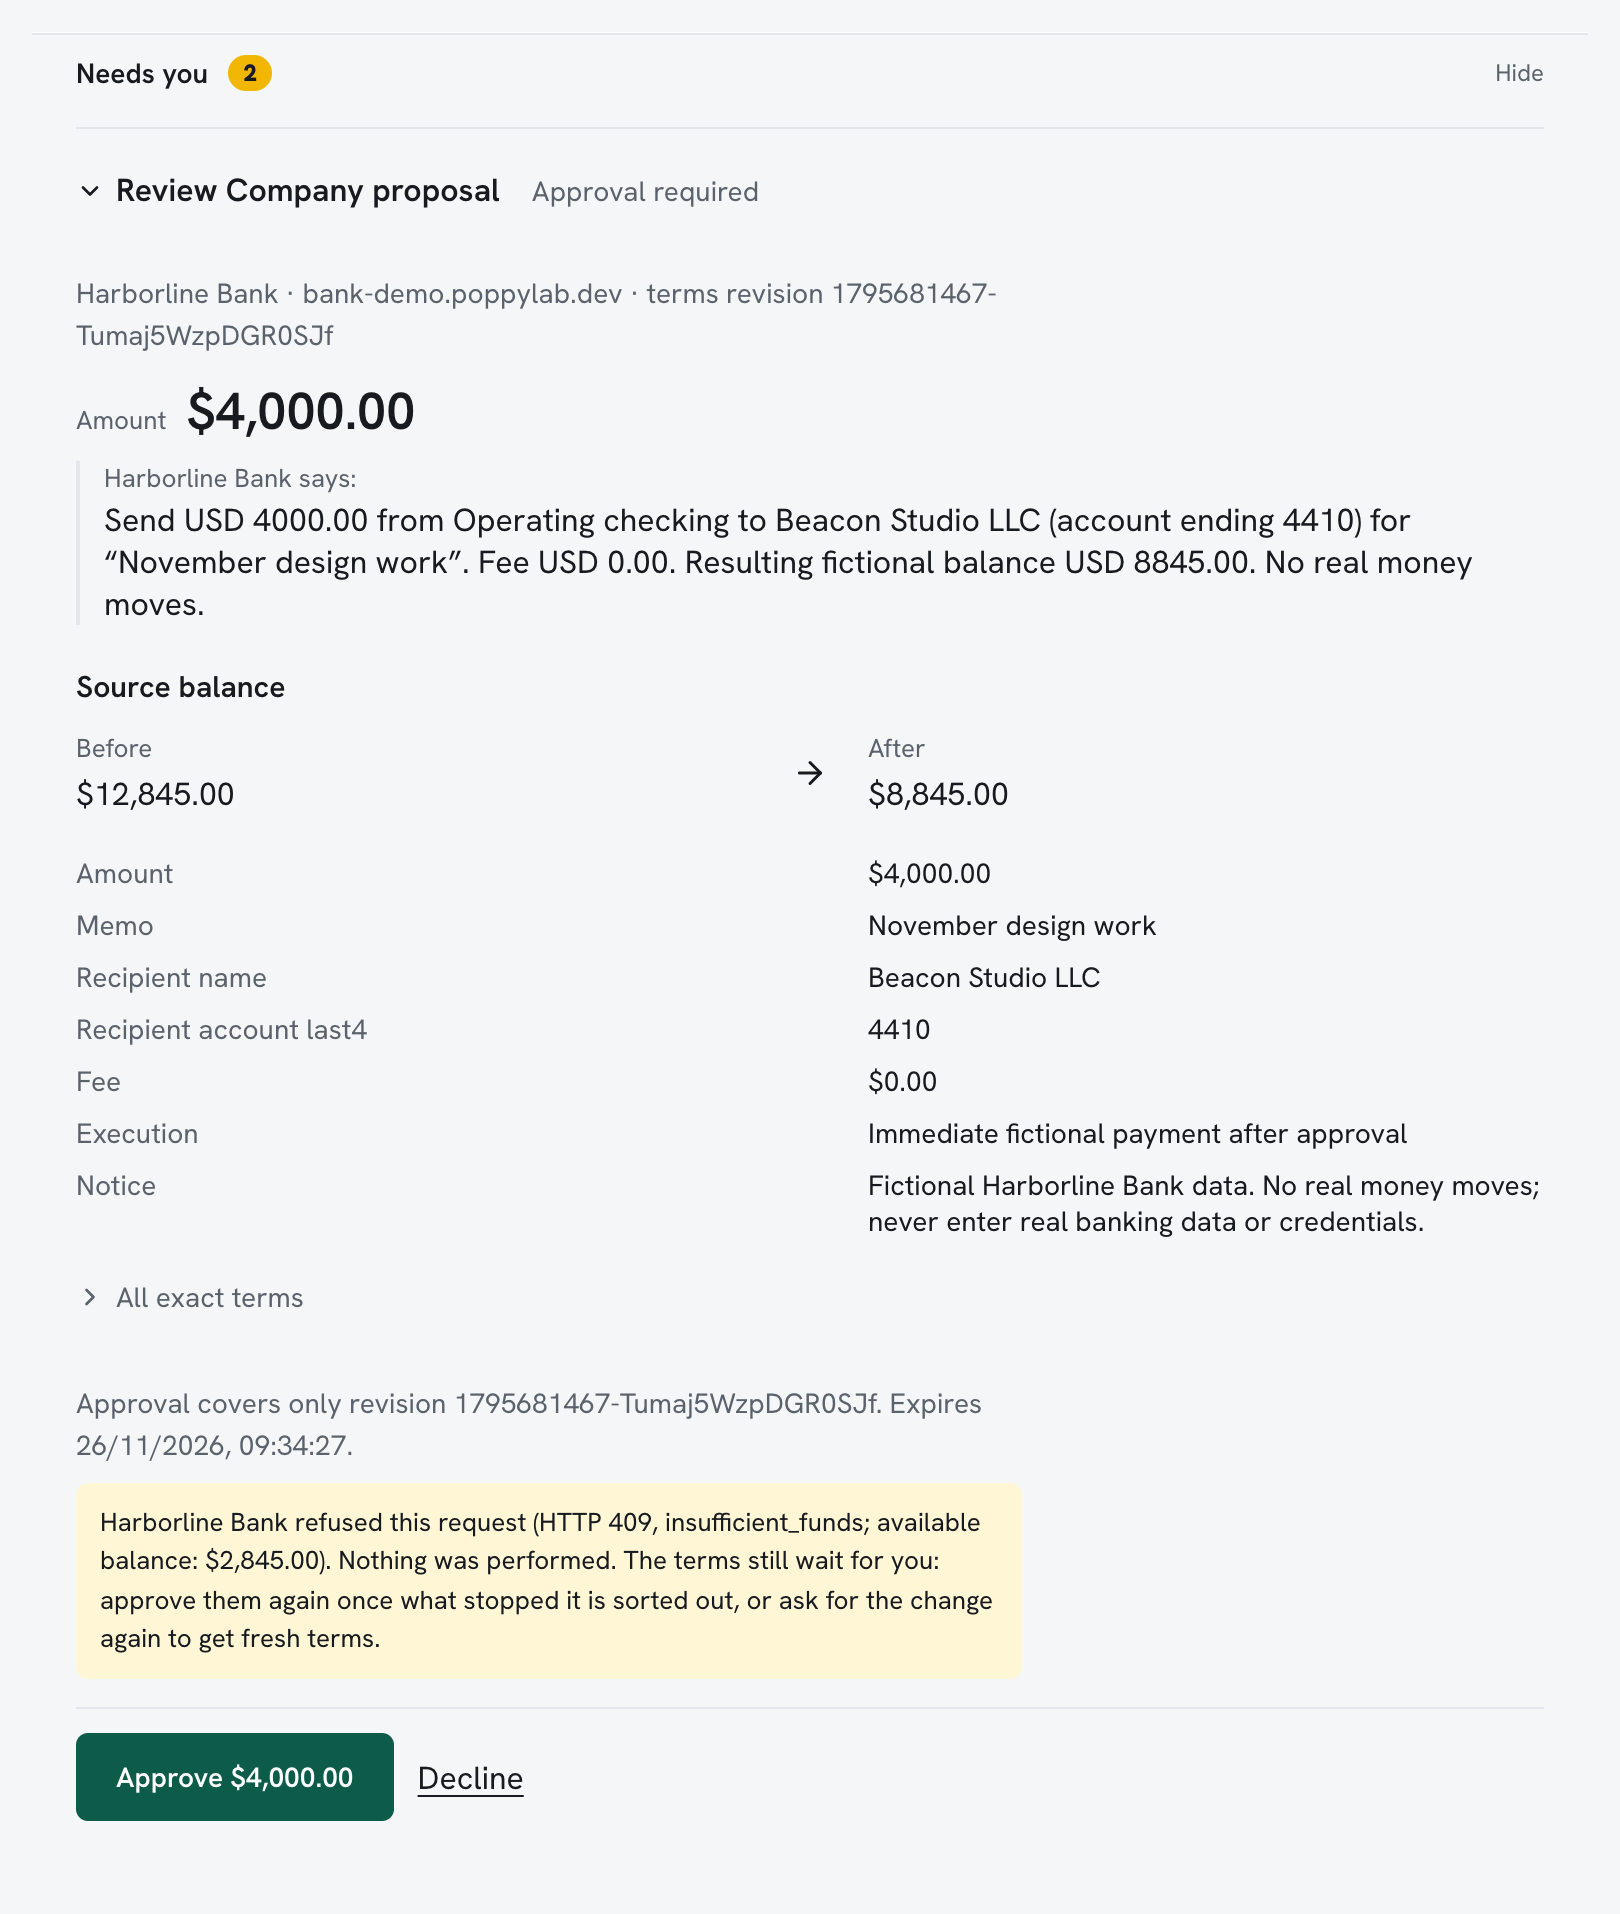 Needs you 2 Hide
Review Company proposal Approval required
Harborline Bank · bank-demo.poppylab.dev · terms revision 1795681467-
Tumaj5WzpDGR0SJf
Amount $4,000.00
Harborline Bank says:
Send USD 4000.00 from Operating checking to Beacon Studio LLC (account ending 4410) for
“November design work”. Fee USD 0.00. Resulting fictional balance USD 8845.00. No real money
moves.
Source balance
Before After
$12,845.00 → $8,845.00
Amount $4,000.00
Memo November design work
Recipient name Beacon Studio LLC
Recipient account last4 4410
Fee $0.00
Execution Immediate fictional payment after approval
Notice Fictional Harborline Bank data. No real money moves;
never enter real banking data or credentials.
All exact terms
Approval covers only revision 1795681467-Tumaj5WzpDGR0SJf. Expires
26/11/2026, 09:34:27.
Harborline Bank refused this request (HTTP 409, insufficient_funds; available
balance: $2,845.00). Nothing was performed. The terms still wait for you:
approve them again once what stopped it is sorted out, or ask for the change
again to get fresh terms.
Approve $4,000.00 Decline